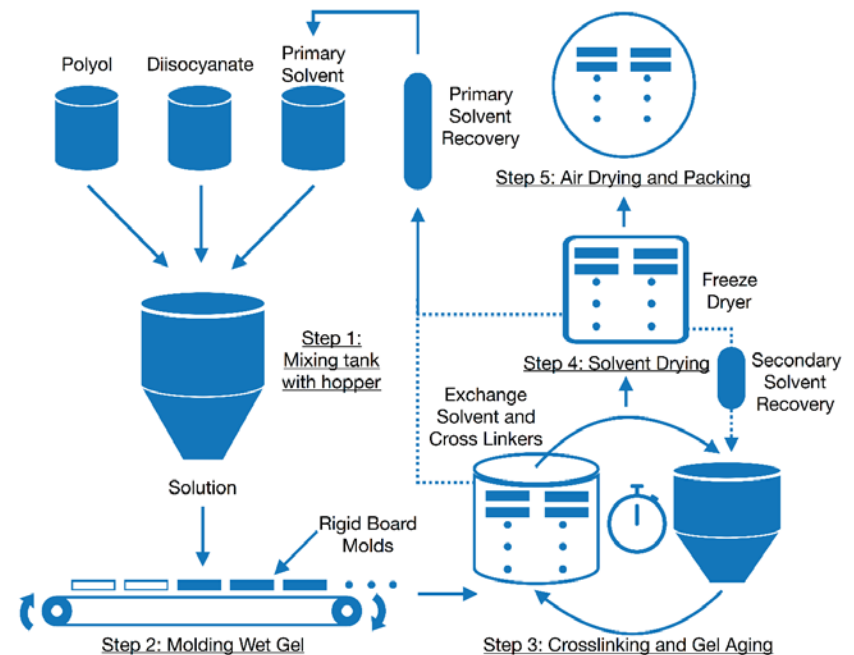 Polyol
Diisocyanate
Primary
Solvent
Primary
Solvent
Recovery
Step 5: Air Drying and Packing
Step 1:
Mixing tank
with hopper
Freeze
Dryer
Step 4: Solvent Drying
Secondary
Solvent
Recovery
Exchange
Solvent and
Cross Linkers
Solution
Rigid Board
Molds
Step 2: Molding Wet Gel
Step 3: Crosslinking and Gel Aging